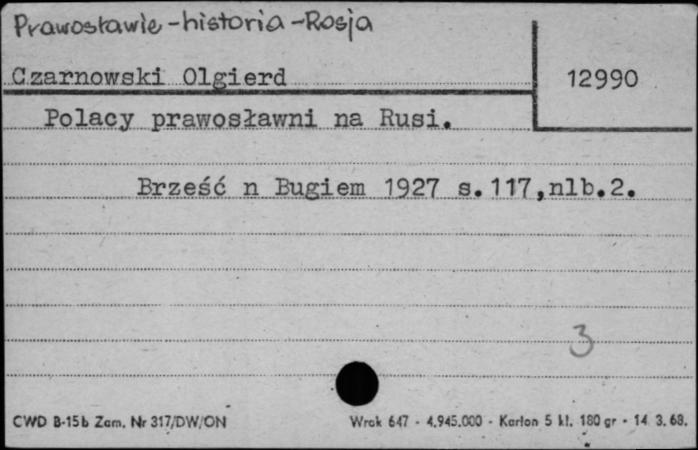 Prawosławie-historia-Rosja
Czarnowski Olgierd
12990
Polacy prawosławni na Rusi.
Brześć n Bugiem 1927 s.117,nlb.2.
3
CWD B-15b Zam. Nr 317/DW/ON
Wrak 647 - 4.945.000 - Karton 5 kl. 180 gr - 14. 3. 68.